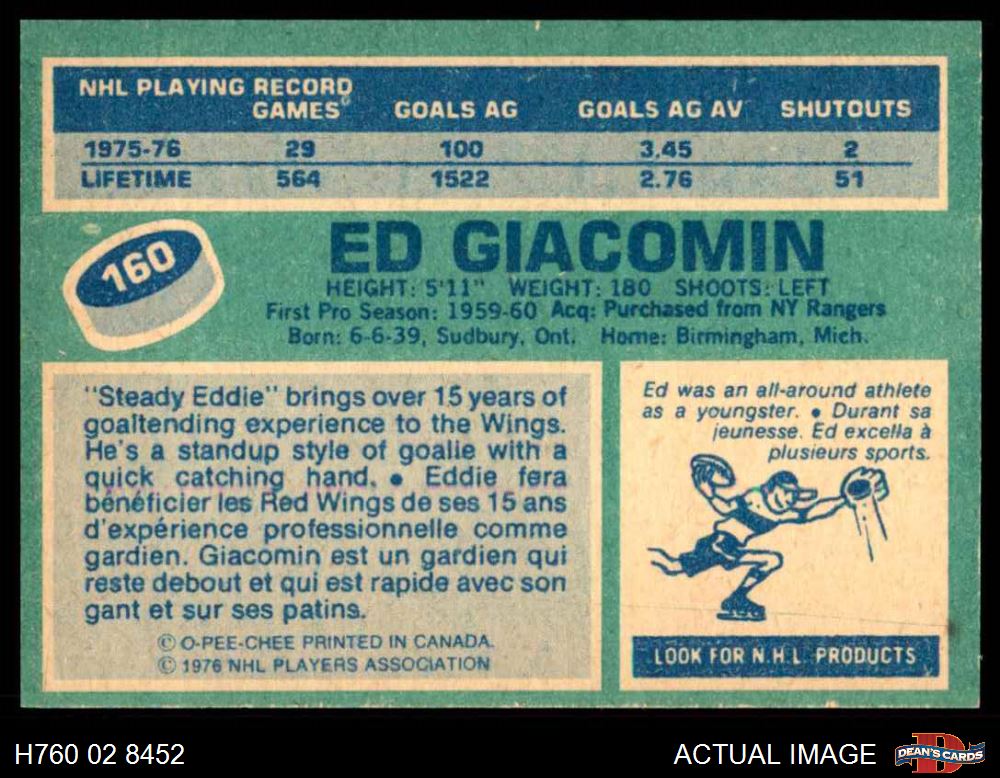 NHL PLAYING RECORD
GAMES GOALS AG GOALS AG AV SHUTOUTS
1975-76 29 100 3.45 2
LIFETIME 564 1522 2.76 51
160
ED GIACOMIN
HEIGHT: 5'11" WEIGHT: 180 SHOOTS: LEFT
First Pro Season: 1959-60 Acq: Purchased from NY Rangers
Born: 6-6-39, Sudbury, Ont. Home: Birmingham, Mich.
"Steady Eddie" brings over 15 years of
goaltending experience to the Wings.
He's a standup style of goalie with a
quick catching hand. • Eddie fera
bénéficier les Red Wings de ses 15 ans
d'expérience professionnelle comme
gardien. Giacomin est un gardien qui
reste debout et qui est rapide avec son
gant et sur ses patins.
© O-PEE-CHEE PRINTED IN CANADA.
© 1976 NHL PLAYERS ASSOCIATION
Ed was an all-around athlete
as a youngster. • Durant sa
jeunesse. Ed excella à
plusieurs sports.
LOOK FOR N.H.L. PRODUCTS
H760 02 8452
ACTUAL IMAGE
DEAN'S CARDS